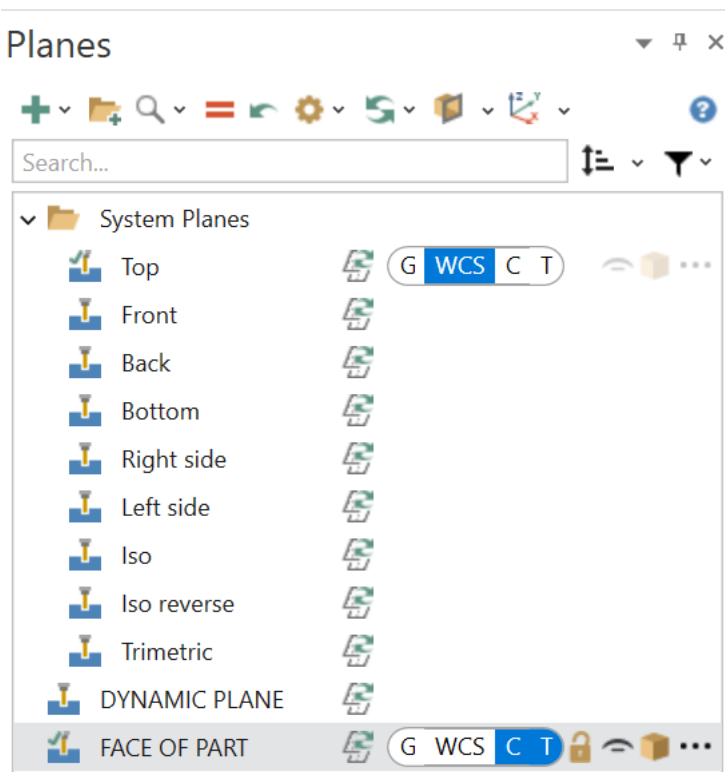 Planes
Search...
System Planes
Top G WCS C T
Front
Back
Bottom
Right side
Left side
Iso
Iso reverse
Trimetric
DYNAMIC PLANE
FACE OF PART G WCS C T